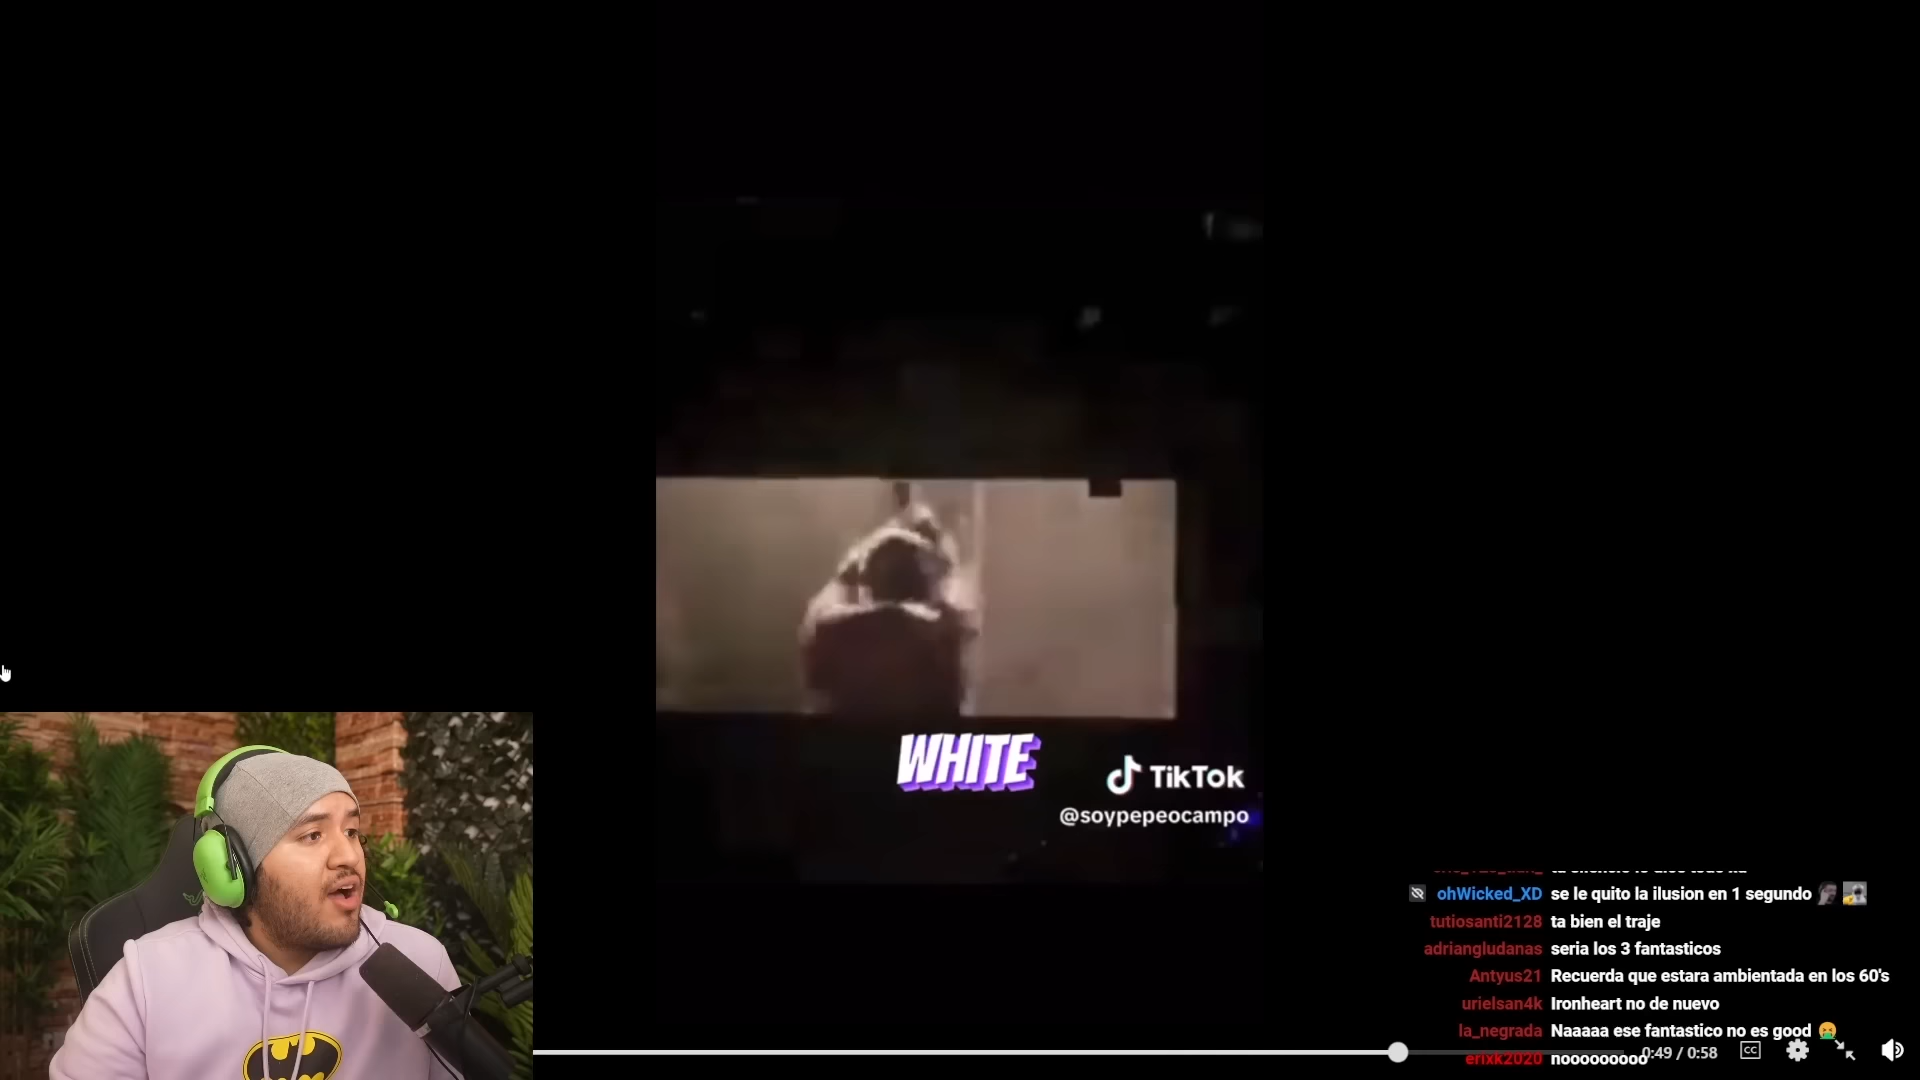 WHITE
TikTok
@soypepeocampo
ohWicked_XD se le quito la ilusion en 1 segundo
tutiosanti2128 ta bien el traje
adriangludanas seria los 3 fantasticos
Antyus21 Recuerda que estara ambientada en los 60's
urielsan4k Ironheart no de nuevo
la_negrada Naaaaa ese fantastico no es good
erixk2020 nooooooooo
0:49 / 0:58
CC